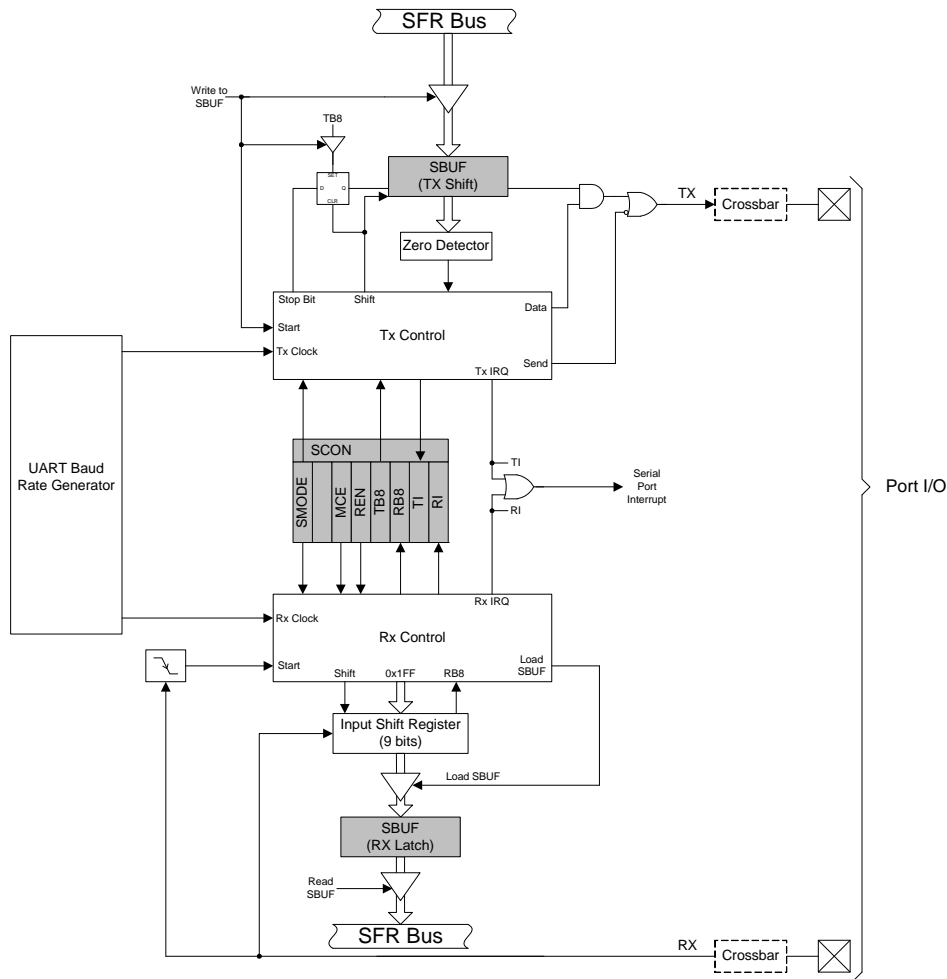 SFR Bus
Write to
SBUF
TB8
SBUF
(TX Shift)
SET
D
Q
CLR
TX
Crossbar
Zero Detector
Stop Bit
Shift
Data
Start
Tx Control
Tx Clock
Send
Tx IRQ
UART Baud
Rate Generator
SCON
SMODE
MCE
REN
TB8
RB8
TI
RI
TI
Serial
Port
Interrupt
RI
Port I/O
Rx IRQ
Rx Clock
Rx Control
Start
Load
SBUF
Shift
0x1FF
RB8
Input Shift Register
(9 bits)
Load SBUF
SBUF
(RX Latch)
Read
SBUF
SFR Bus
RX
Crossbar